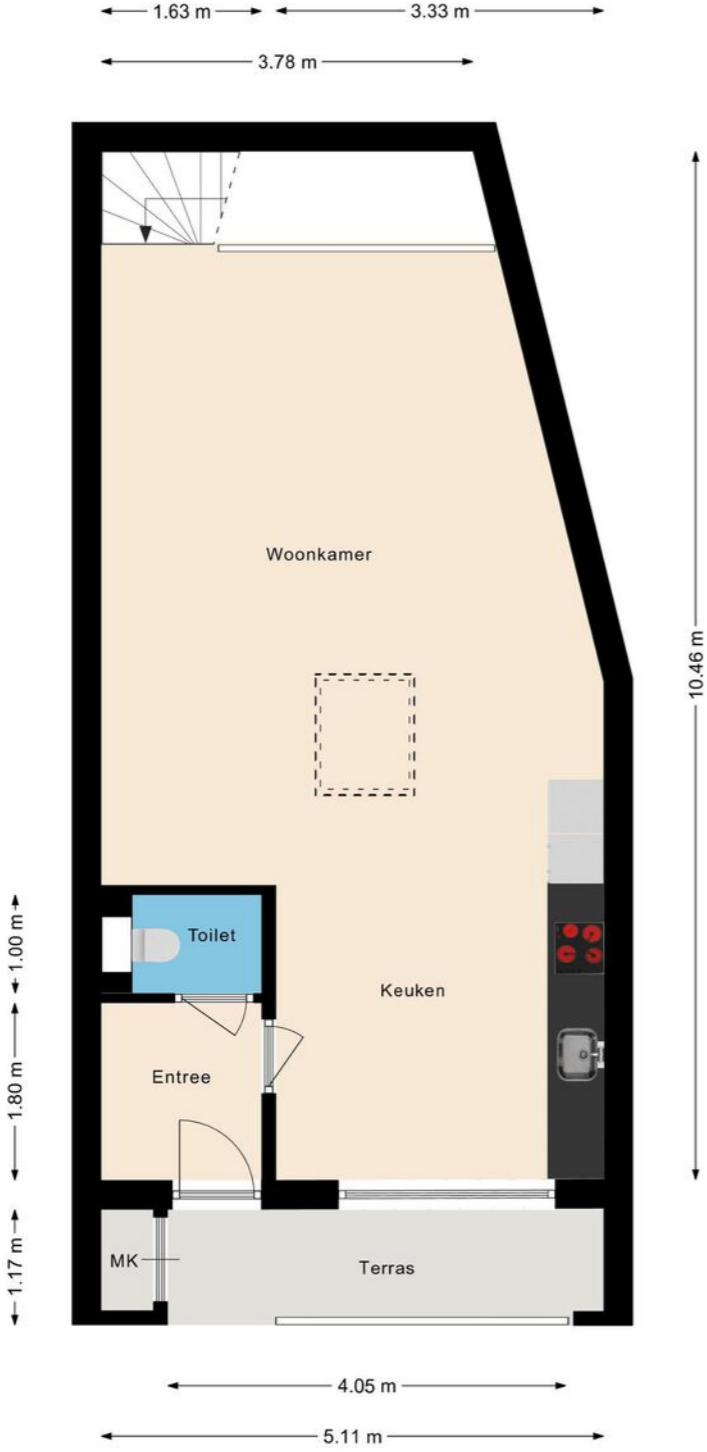 1.63 m
3.33 m
3.78 m
Woonkamer
10.46 m
1.00 m
Toilet
Keuken
1.80 m
Entree
1.17 m
MK
Terras
4.05 m
5.11 m